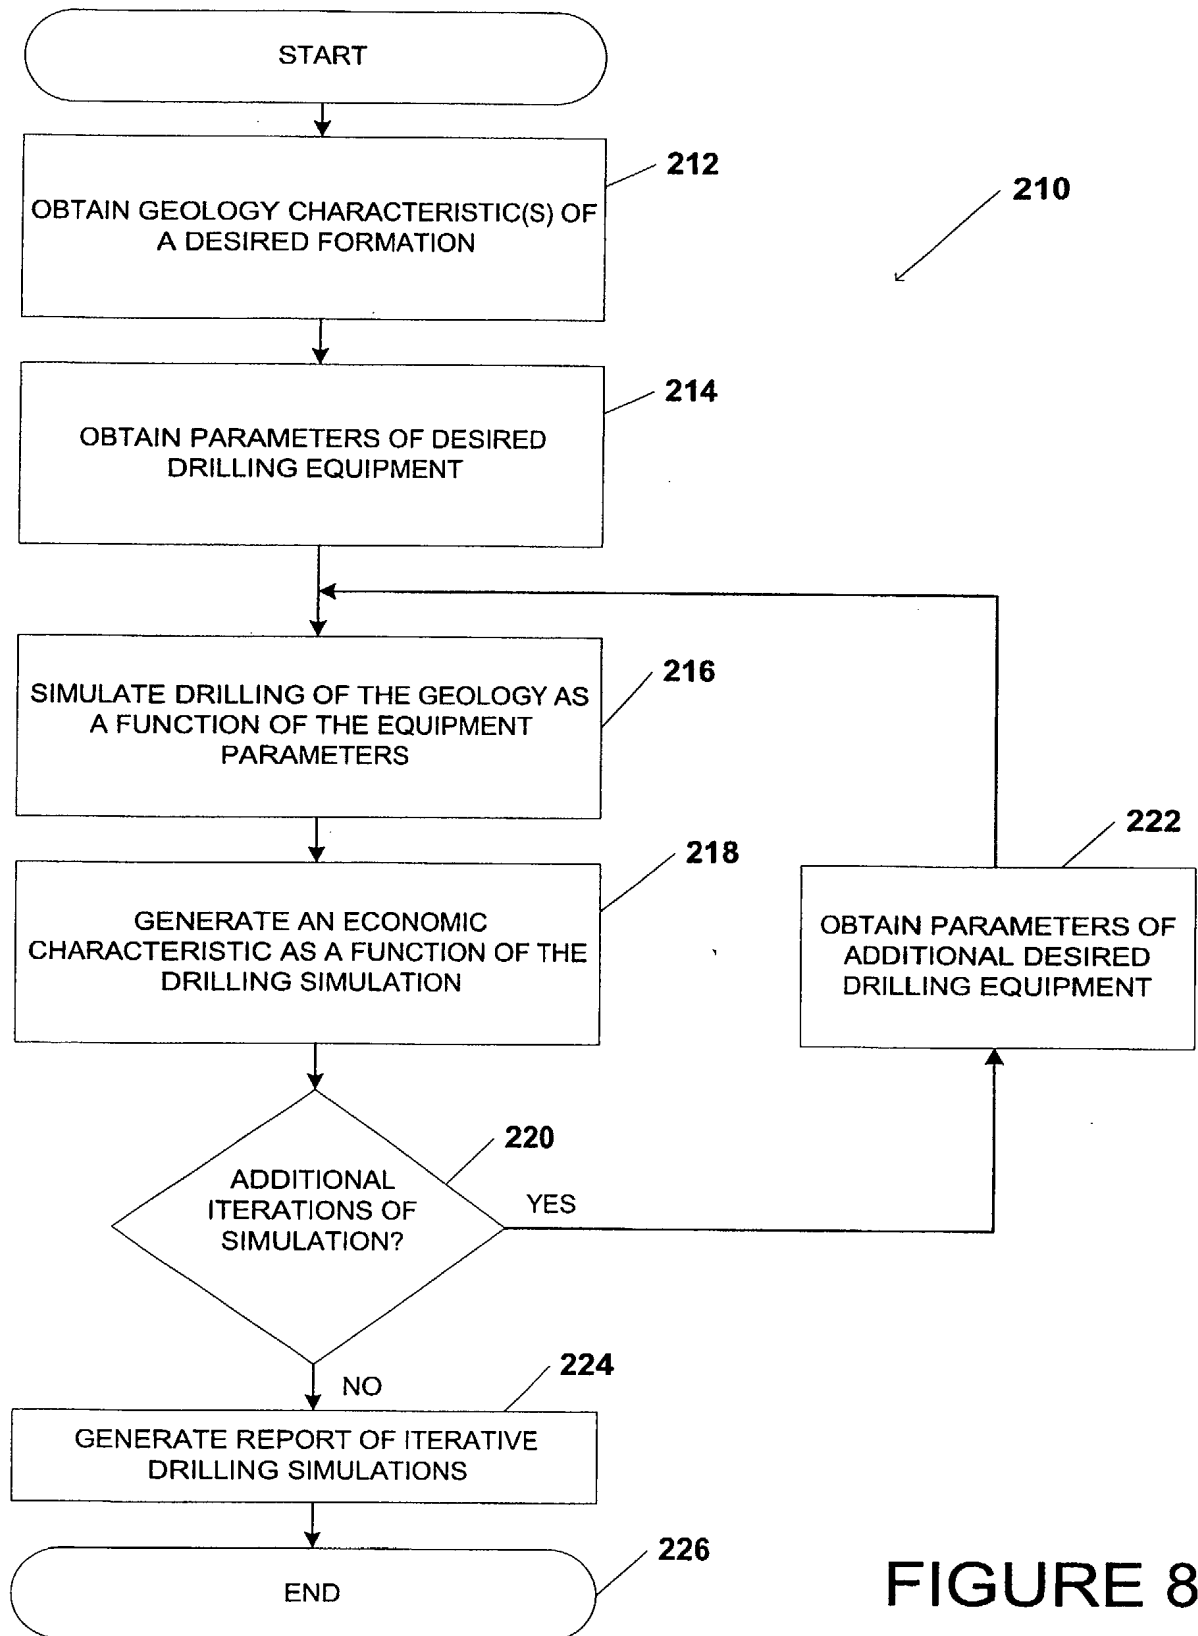 START
212
210
OBTAIN GEOLOGY CHARACTERISTIC(S) OF
A DESIRED FORMATION
214
OBTAIN PARAMETERS OF DESIRED
DRILLING EQUIPMENT
216
SIMULATE DRILLING OF THE GEOLOGY AS
A FUNCTION OF THE EQUIPMENT
PARAMETERS
218
GENERATE AN ECONOMIC
CHARACTERISTIC AS A FUNCTION OF THE
DRILLING SIMULATION
222
OBTAIN PARAMETERS OF
ADDITIONAL DESIRED
DRILLING EQUIPMENT
220
ADDITIONAL
ITERATIONS OF
SIMULATION?
YES
NO
224
GENERATE REPORT OF ITERATIVE
DRILLING SIMULATIONS
226
END
FIGURE 8